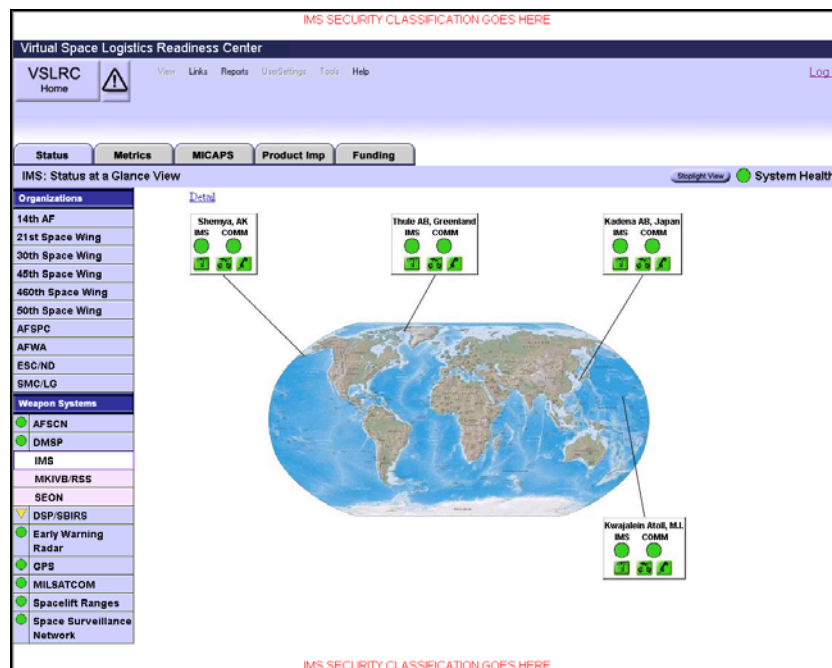 IMS SECURITY CLASSIFICATION GOES HERE
Virtual Space Logistics Readiness Center
VSLRC
Home
View Links Reports UserSettings Tools Help
Log
Status Metrics MICAPS Product Imp Funding
IMS: Status at a Glance View
Stoplight View System Health
Organizations
14th AF
21st Space Wing
30th Space Wing
45th Space Wing
460th Space Wing
50th Space Wing
AFSPC
AFWA
ESC/ND
SMC/LG
Weapon Systems
AFSCN
DMSP
IMS
MKIVB/RSS
SEON
DSP/SBIRS
Early Warning
Radar
GPS
MILSATCOM
Spacelift Ranges
Space Surveillance
Network
Detail
Shemya, AK
IMS COMM
Thule AB, Greenland
IMS COMM
Kadena AB, Japan
IMS COMM
Kwajalein Atoll, M.I.
IMS COMM
IMS SECURITY CLASSIFICATION GOES HERE